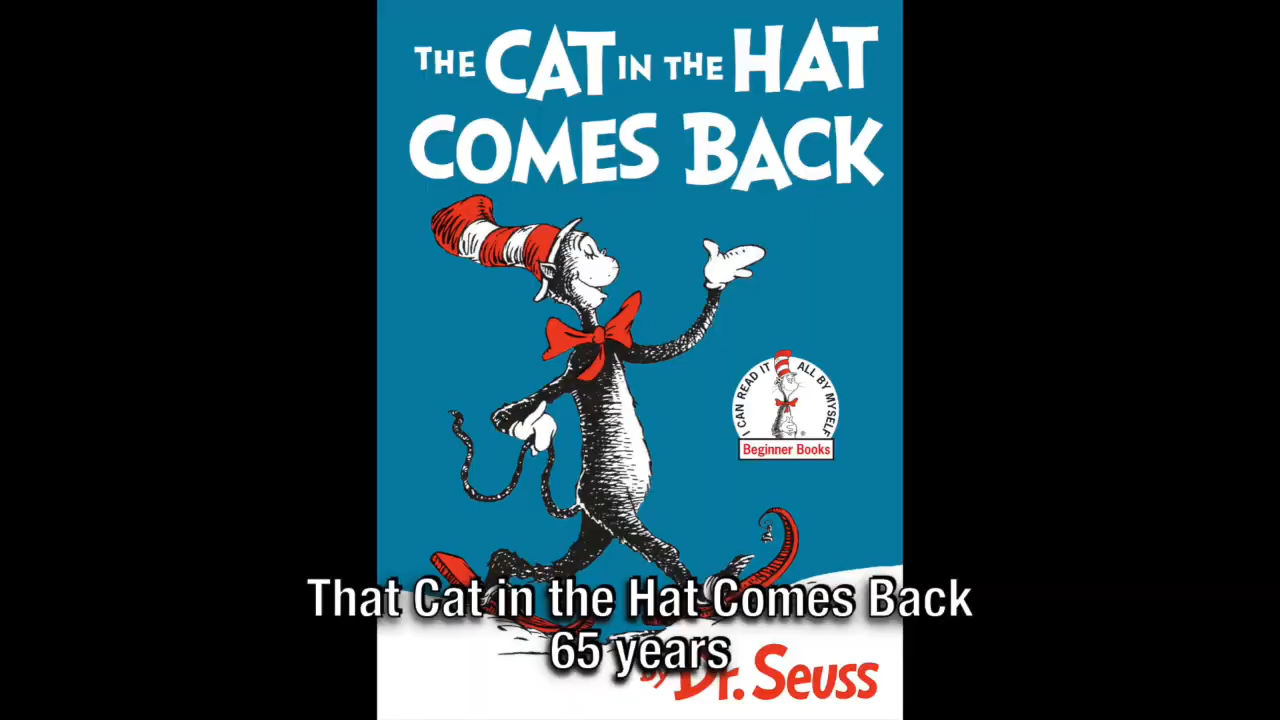 THE CAT IN THE HAT
COMES BACK
I CAN READ IT ALL BY MYSELF
Beginner Books
That Cat in the Hat Comes Back
65 years
by Dr. Seuss